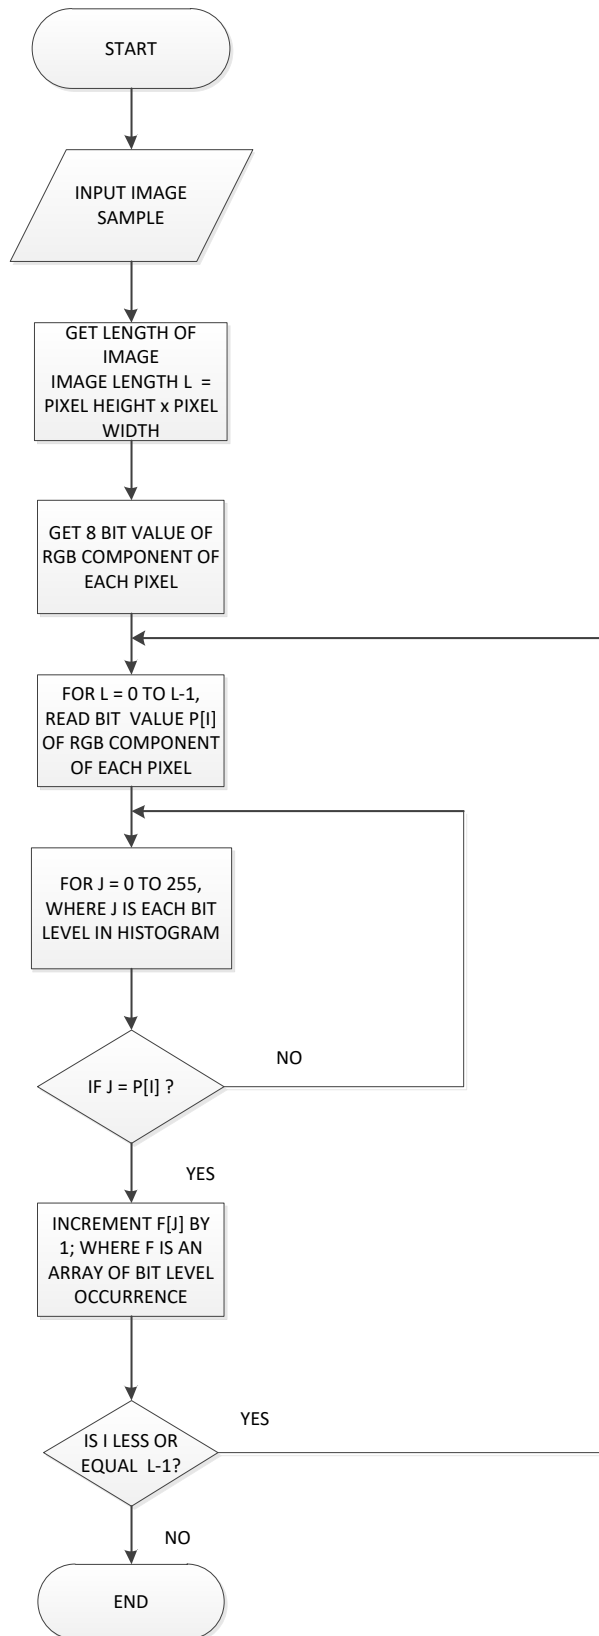 START
INPUT IMAGE
SAMPLE
GET LENGTH OF
IMAGE
IMAGE LENGTH L =
PIXEL HEIGHT x PIXEL
WIDTH
GET 8 BIT VALUE OF
RGB COMPONENT OF
EACH PIXEL
FOR L = 0 TO L-1,
READ BIT VALUE P[I]
OF RGB COMPONENT
OF EACH PIXEL
FOR J = 0 TO 255,
WHERE J IS EACH BIT
LEVEL IN HISTOGRAM
IF J = P[I] ?
NO
YES
INCREMENT F[J] BY
1; WHERE F IS AN
ARRAY OF BIT LEVEL
OCCURRENCE
IS I LESS OR
EQUAL L-1?
YES
NO
END